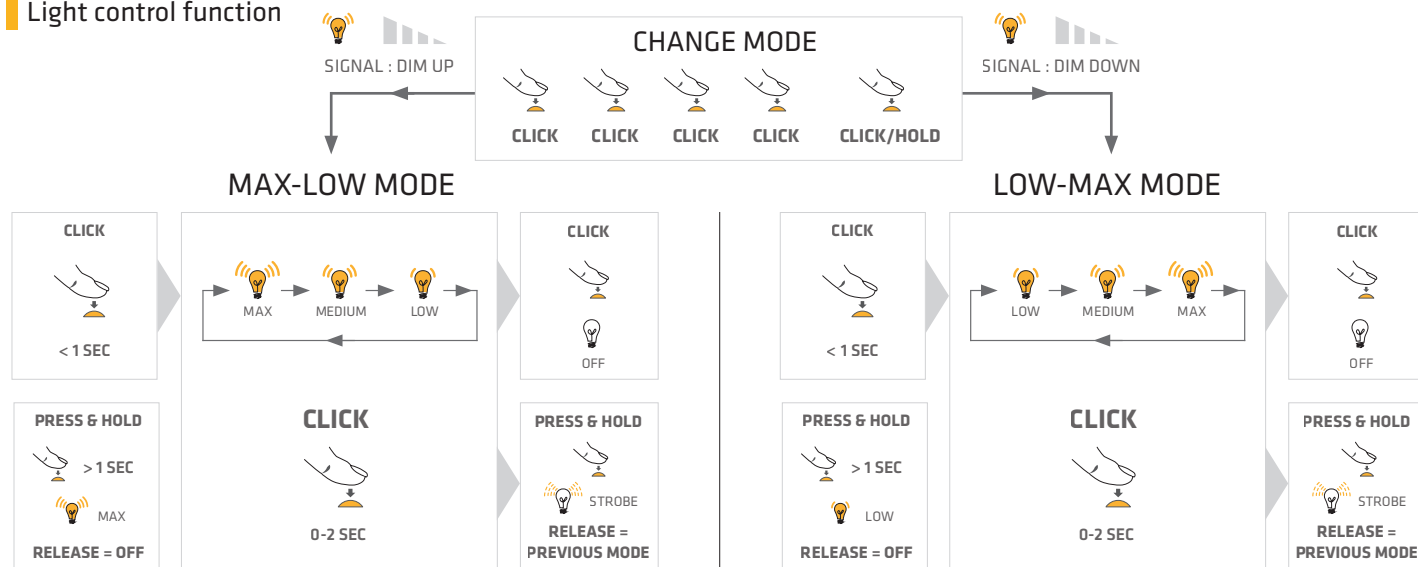 Light control function
SIGNAL : DIM UP
CHANGE MODE
SIGNAL : DIM DOWN
CLICK CLICK CLICK CLICK CLICK/HOLD
MAX-LOW MODE
CLICK
< 1 SEC
MAX MEDIUM LOW
CLICK
OFF
PRESS & HOLD
> 1 SEC
MAX
RELEASE = OFF
CLICK
0-2 SEC
PRESS & HOLD
STROBE
RELEASE =
PREVIOUS MODE
LOW-MAX MODE
CLICK
< 1 SEC
LOW MEDIUM MAX
CLICK
OFF
PRESS & HOLD
> 1 SEC
LOW
RELEASE = OFF
CLICK
0-2 SEC
PRESS & HOLD
STROBE
RELEASE =
PREVIOUS MODE